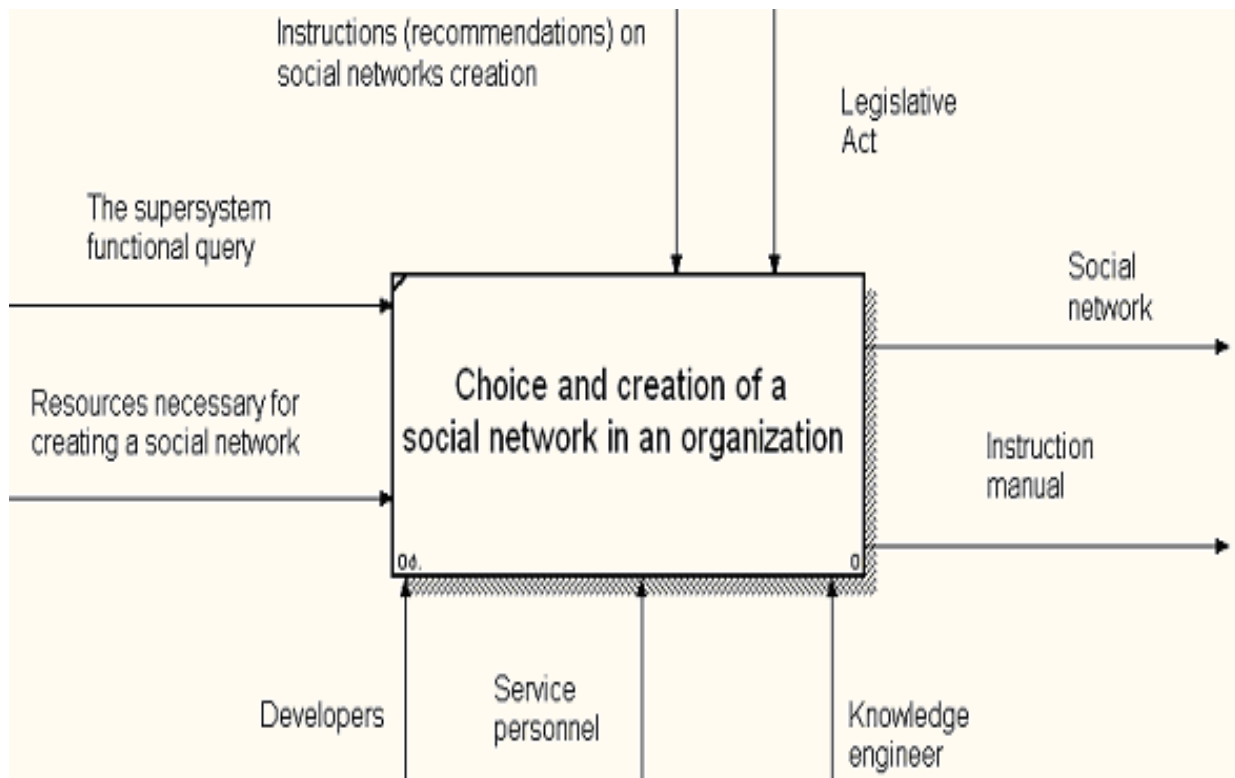 Instructions (recommendations) on
social networks creation
Legislative
Act
The supersystem
functional query
Social
network
Resources necessary for
creating a social network
Choice and creation of a
social network in an organization
Instruction
manual
0б.
0
Developers
Service
personnel
Knowledge
engineer